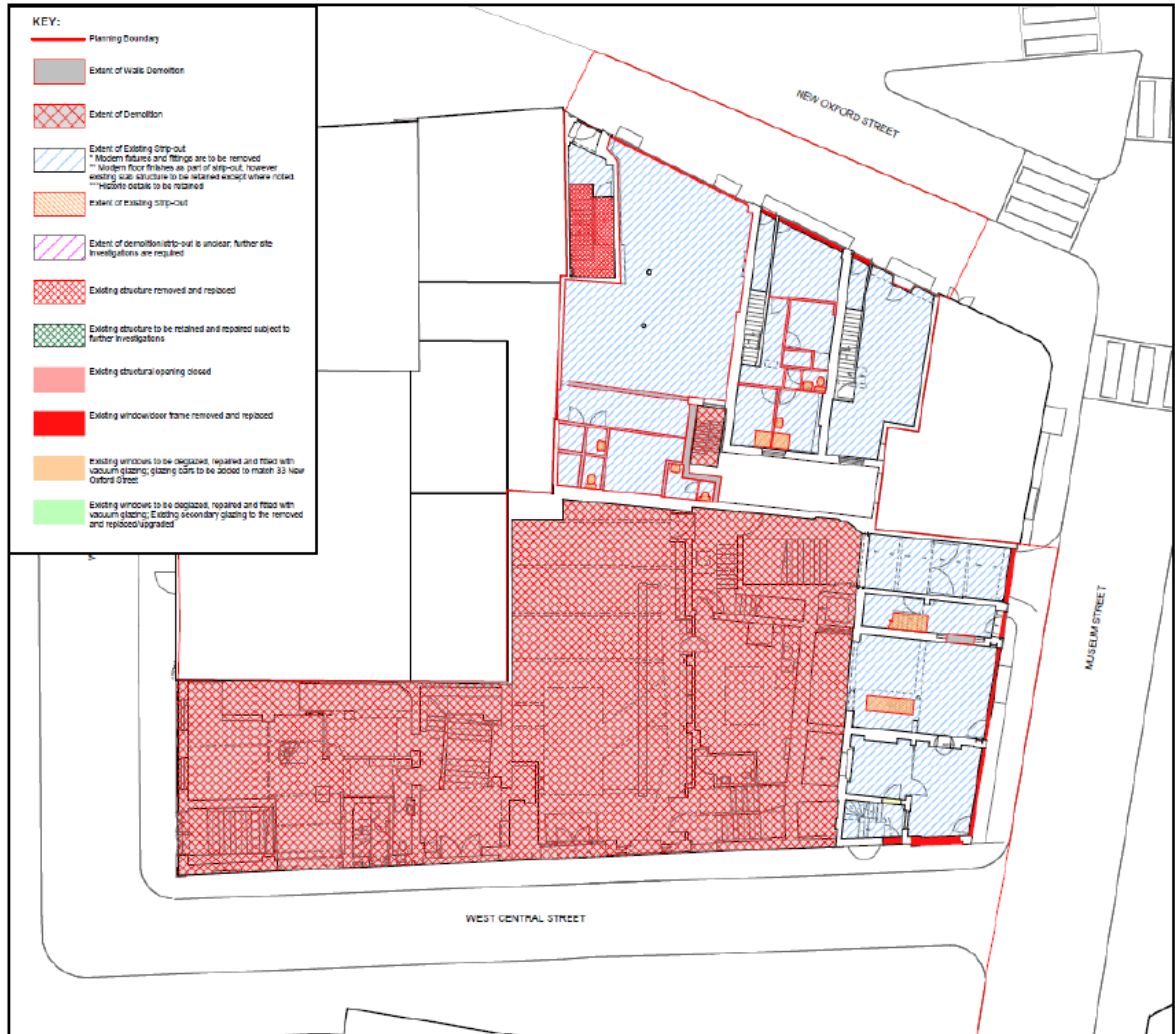 KEY:
Planning Boundary
Extent of Walls Demolition
Extent of Demolition
Extent of Existing Strip-out
* Modern fixtures and fittings are to be removed
** Modern floor finishes as part of strip-out, however
existing slab structure to be retained except where noted.
***Historic details to be retained
Extent of Existing Strip-Out
Extent of demolition/strip-out is unclear; further site
investigations are required
Existing structure removed and replaced
Existing structure to be retained and repaired subject to
further investigations
Existing structural opening closed
Existing window/door frame removed and replaced
Existing windows to be deglazed, repaired and fitted with
vacuum glazing; glazing bars to be added to match 33 New
Oxford Street
Existing windows to be deglazed, repaired and fitted with
vacuum glazing; Existing secondary glazing to the removed
and replaced/upgraded
NEW OXFORD STREET
MUSEUM STREET
WEST CENTRAL STREET